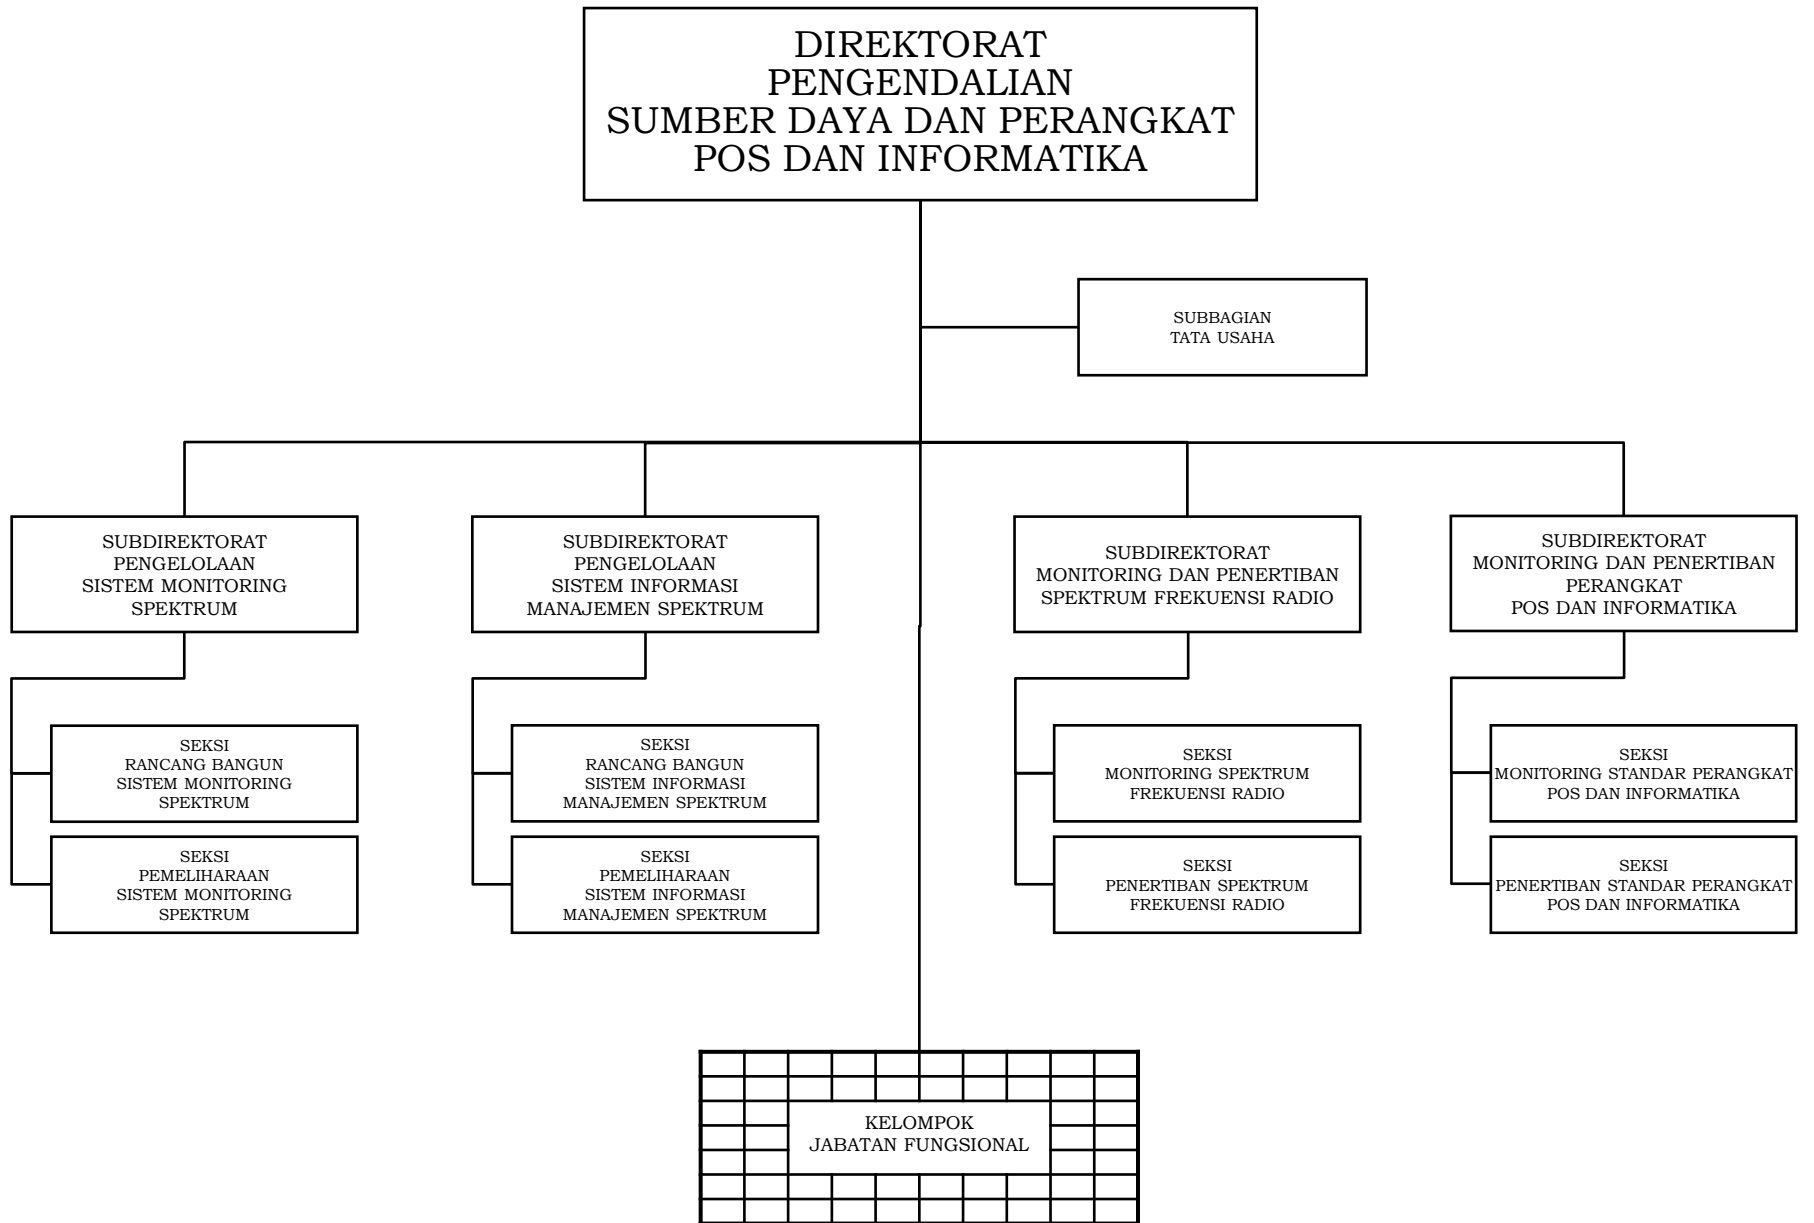 DIREKTORAT
PENGENDALIAN
SUMBER DAYA DAN PERANGKAT
POS DAN INFORMATIKA
SUBBAGIAN
TATA USAHA
SUBDIREKTORAT
PENGELOLAAN
SISTEM MONITORING
SPEKTRUM
SUBDIREKTORAT
PENGELOLAAN
SISTEM INFORMASI
MANAJEMEN SPEKTRUM
SUBDIREKTORAT
MONITORING DAN PENERTIBAN
SPEKTRUM FREKUENSI RADIO
SUBDIREKTORAT
MONITORING DAN PENERTIBAN
PERANGKAT
POS DAN INFORMATIKA
SEKSI
RANCANG BANGUN
SISTEM MONITORING
SPEKTRUM
SEKSI
RANCANG BANGUN
SISTEM INFORMASI
MANAJEMEN SPEKTRUM
SEKSI
MONITORING SPEKTRUM
FREKUENSI RADIO
SEKSI
MONITORING STANDAR PERANGKAT
POS DAN INFORMATIKA
SEKSI
PEMELIHARAAN
SISTEM MONITORING
SPEKTRUM
SEKSI
PEMELIHARAAN
SISTEM INFORMASI
MANAJEMEN SPEKTRUM
SEKSI
PENERTIBAN SPEKTRUM
FREKUENSI RADIO
SEKSI
PENERTIBAN STANDAR PERANGKAT
POS DAN INFORMATIKA
KELOMPOK
JABATAN FUNGSIONAL